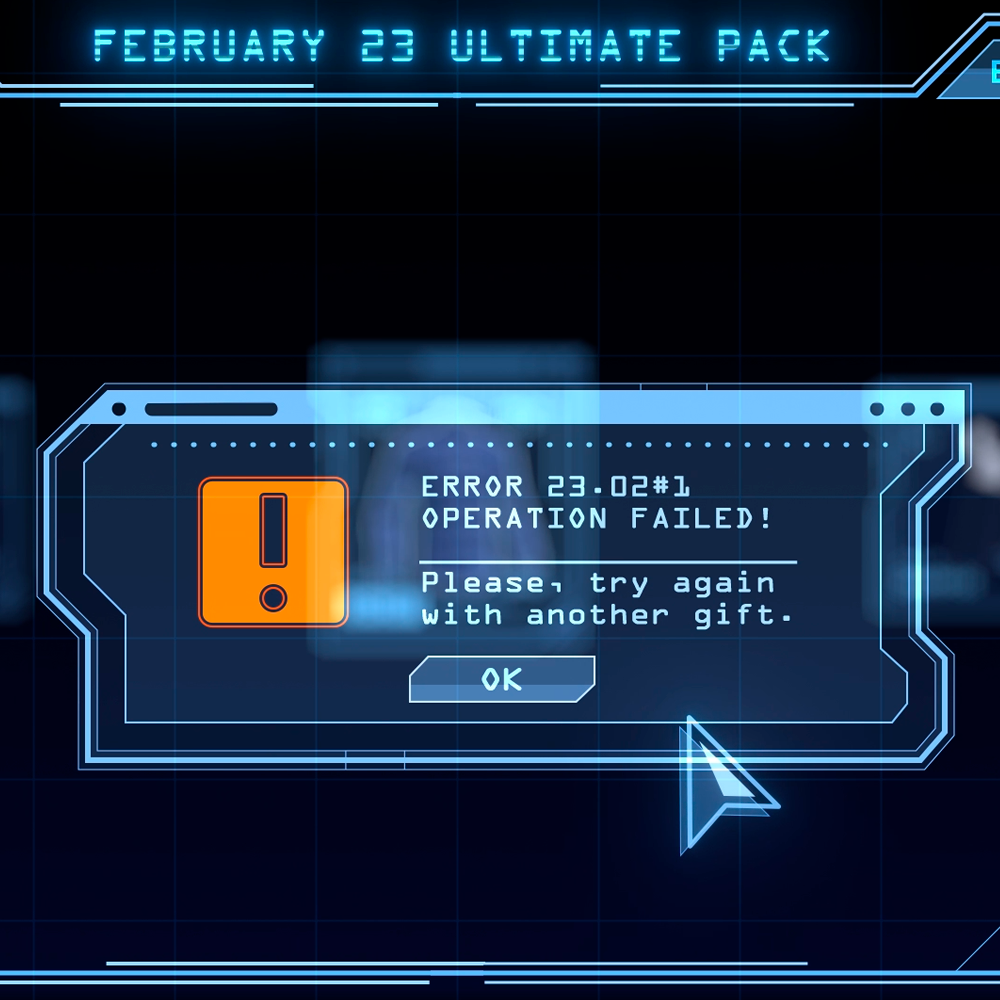 FEBRUARY 23 ULTIMATE PACK
ERROR 23.02#1
OPERATION FAILED!
Please, try again
with another gift.
OK